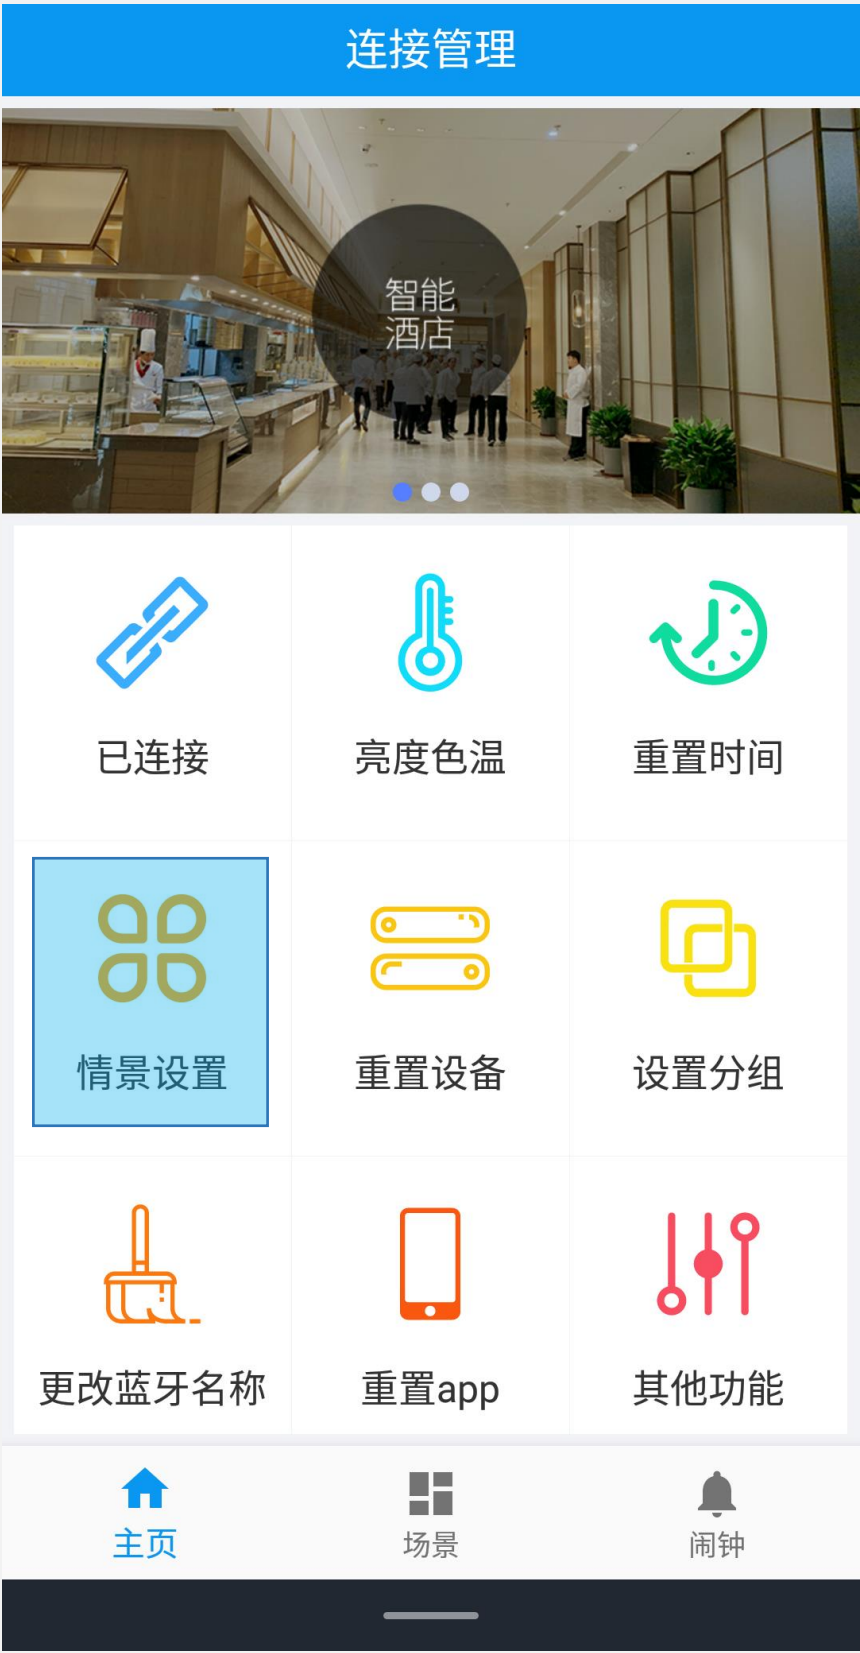 连接管理
智能
酒店
已连接
亮度色温
重置时间
情景设置
重置设备
设置分组
更改蓝牙名称
重置app
其他功能
主页
场景
闹钟